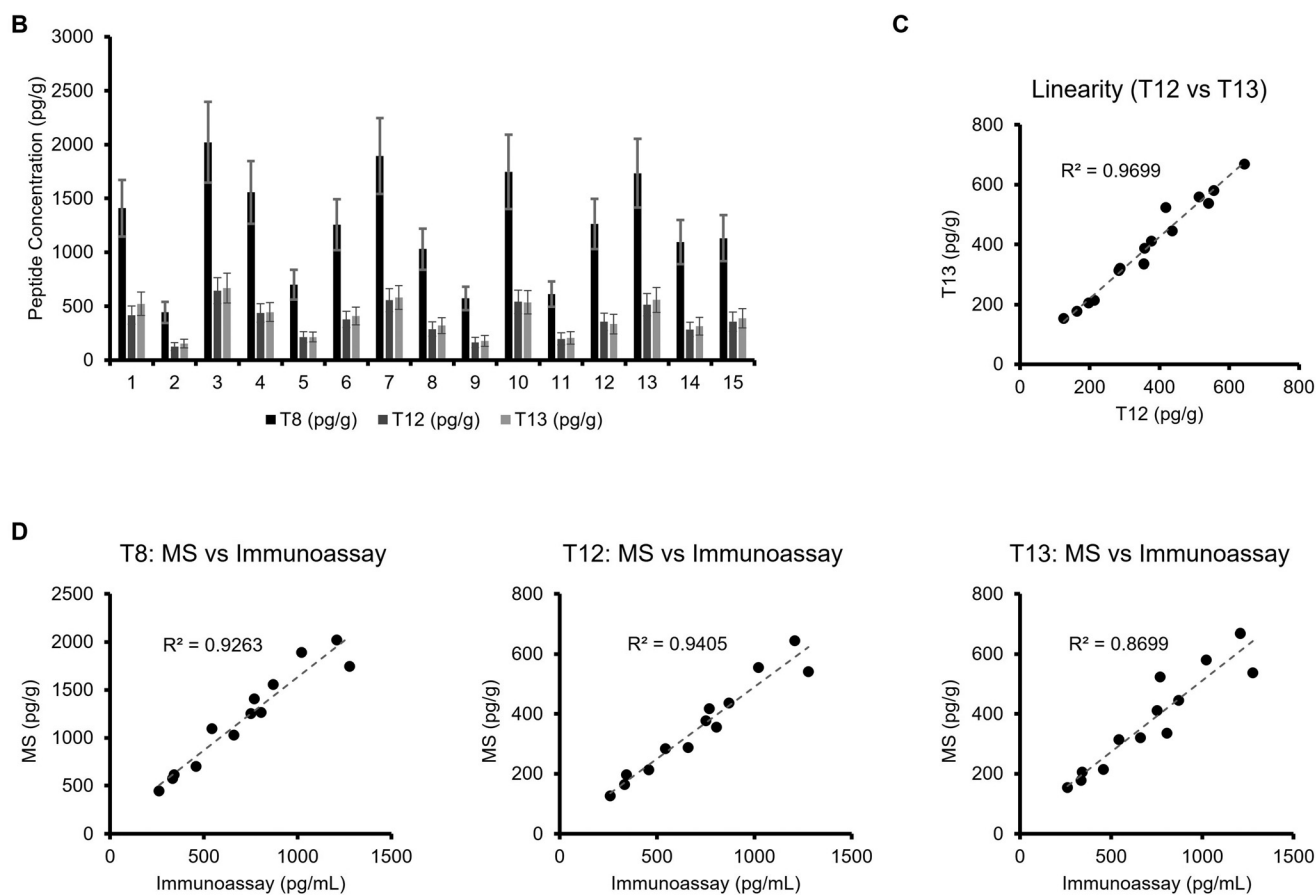 B
3000
2500
2000
1500
1000
500
0
Peptide Concentration (pg/g)
1 2 3 4 5 6 7 8 9 10 11 12 13 14 15
T8 (pg/g) T12 (pg/g) T13 (pg/g)
C
Linearity (T12 vs T13)
R² = 0.9699
800
600
400
200
0
T13 (pg/g)
0 200 400 600 800
T12 (pg/g)
D
T8: MS vs Immunoassay
R² = 0.9263
2500
2000
1500
1000
500
0
MS (pg/g)
0 500 1000 1500
Immunoassay (pg/mL)
T12: MS vs Immunoassay
R² = 0.9405
800
600
400
200
0
MS (pg/g)
0 500 1000 1500
Immunoassay (pg/mL)
T13: MS vs Immunoassay
R² = 0.8699
800
600
400
200
0
MS (pg/g)
0 500 1000 1500
Immunoassay (pg/mL)